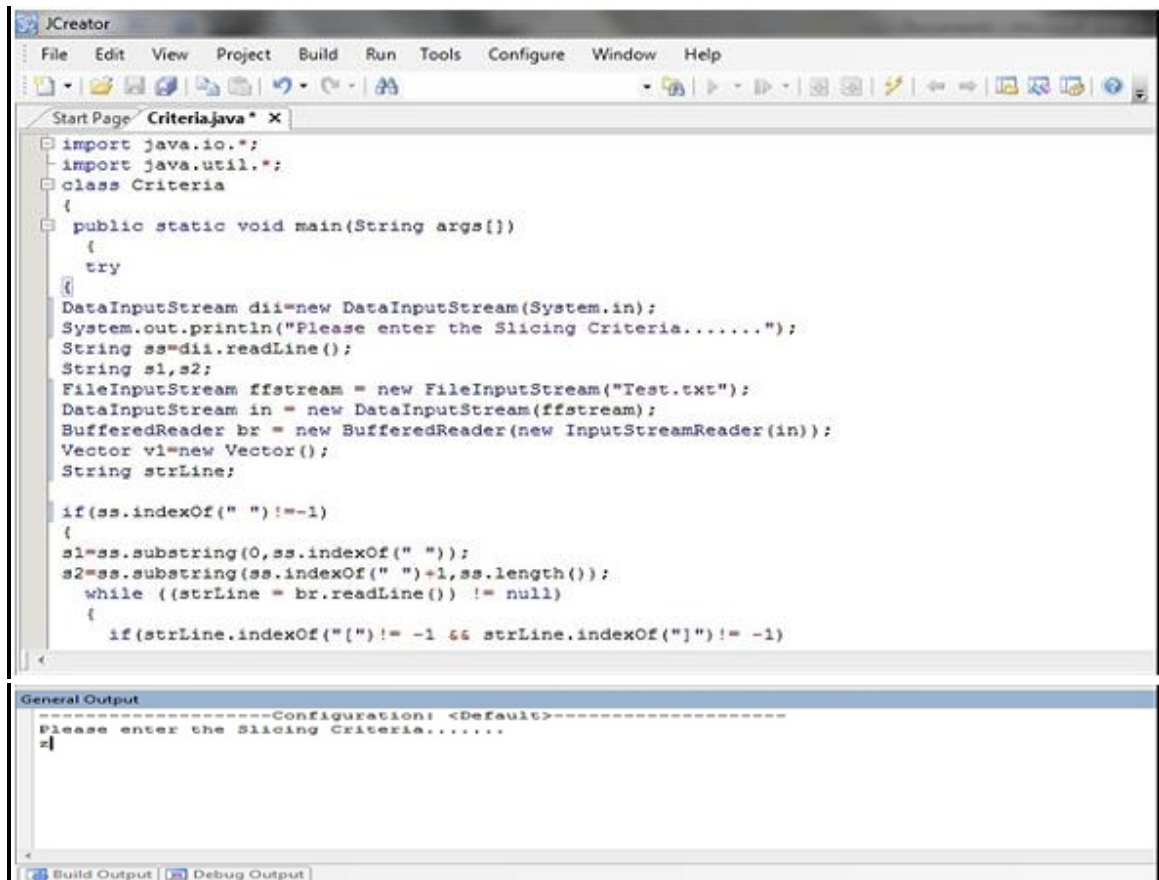 JCreator
File Edit View Project Build Run Tools Configure Window Help
Start Page Criteria.java * X
import java.io.*;
import java.util.*;
class Criteria
{
public static void main(String args[])
{
try
{
DataInputStream dii=new DataInputStream(System.in);
System.out.println("Please enter the Slicing Criteria.......");
String ss=dii.readLine();
String s1,s2;
FileInputStream ffstream = new FileInputStream("Test.txt");
DataInputStream in = new DataInputStream(ffstream);
BufferedReader br = new BufferedReader(new InputStreamReader(in));
Vector v1=new Vector();
String strLine;
if(ss.indexOf(" ")!=-1)
{
s1=ss.substring(0,ss.indexOf(" "));
s2=ss.substring(ss.indexOf(" ")+1,ss.length());
while ((strLine = br.readLine()) != null)
{
if(strLine.indexOf("[")!= -1 && strLine.indexOf("]")!= -1)
General Output
--------------------Configuration: <Default>--------------------
Please enter the Slicing Criteria.......
z
Build Output Debug Output